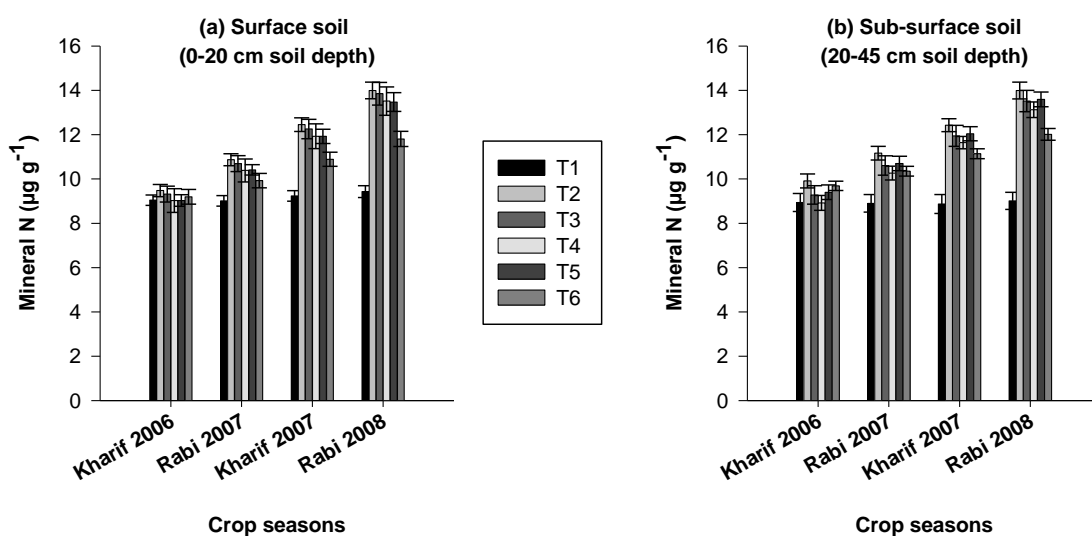 (a) Surface soil
(0-20 cm soil depth)
Mineral N (µg g-1)
16
14
12
10
8
6
4
2
0
Kharif 2006
Rabi 2007
Kharif 2007
Rabi 2008
Crop seasons
T1
T2
T3
T4
T5
T6
(b) Sub-surface soil
(20-45 cm soil depth)
Mineral N (µg g-1)
16
14
12
10
8
6
4
2
0
Kharif 2006
Rabi 2007
Kharif 2007
Rabi 2008
Crop seasons